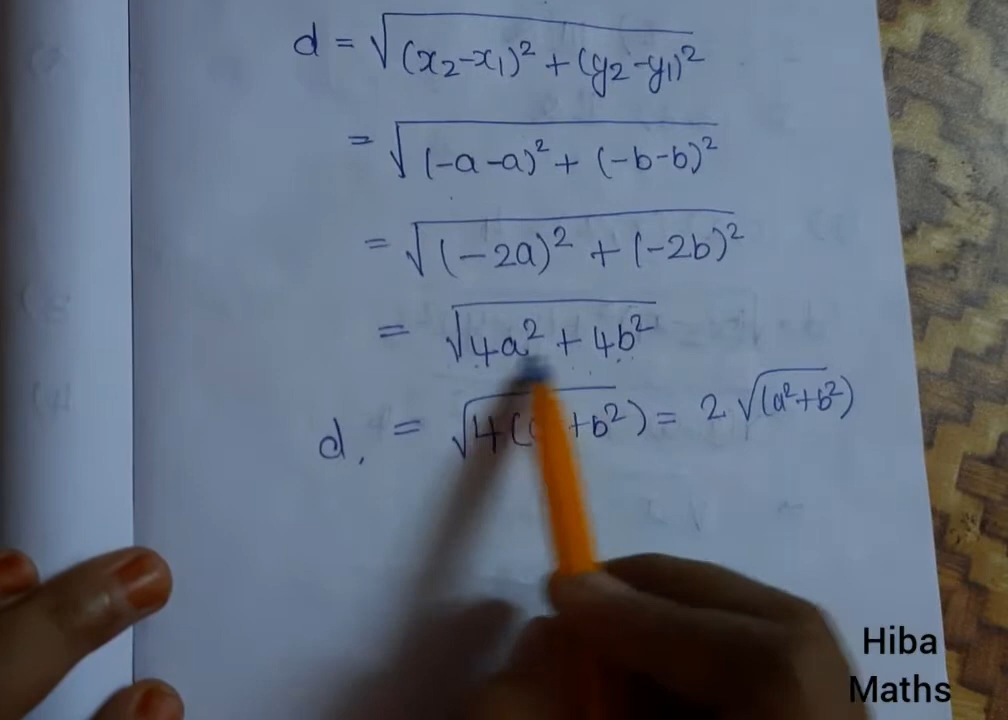 d = √(x₂-x₁)² + (y₂-y₁)²
= √(-a-a)² + (-b-b)²
= √(-2a)² + (-2b)²
= √4a² + 4b²
d. = √4( +b²) = 2 √(a²+b²)
Hiba
Maths